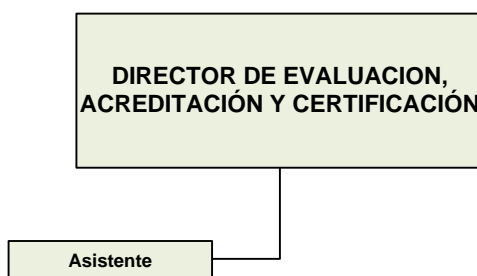 DIRECTOR DE EVALUACION,
ACREDITACIÓN Y CERTIFICACIÓN
Asistente